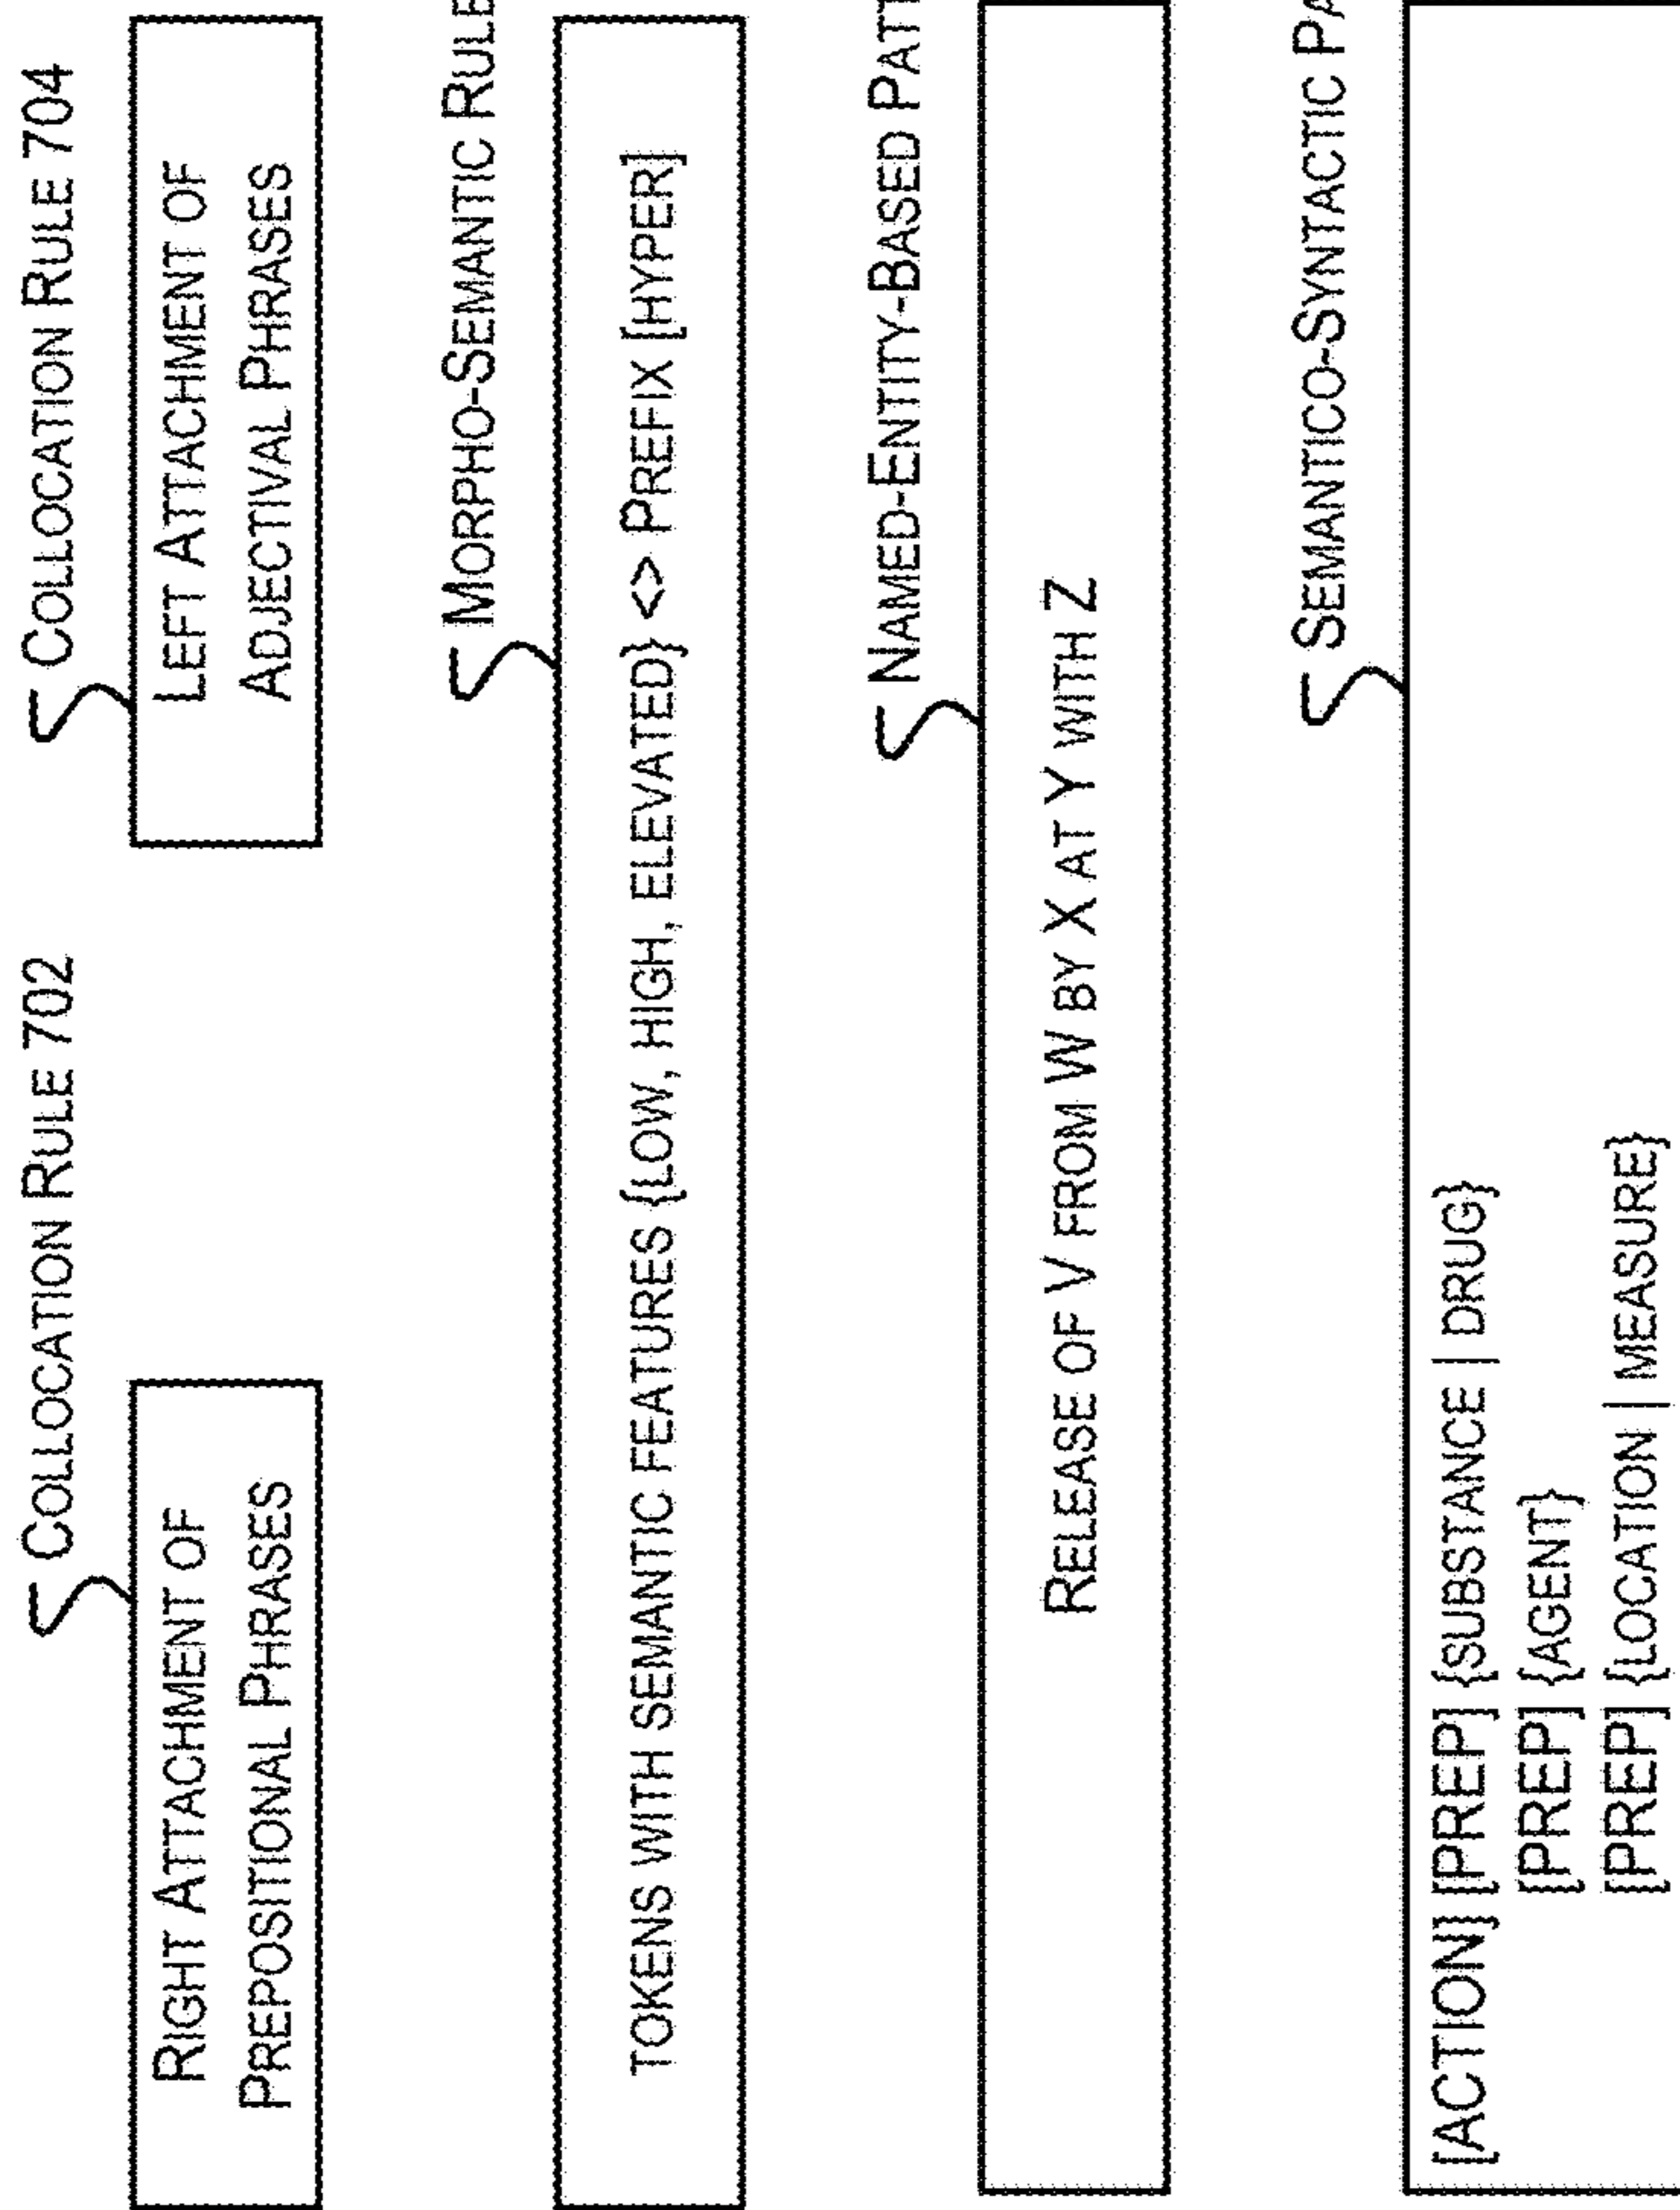 Collocation Rule 702
Collocation Rule 704
Right Attachment of
Prepositional Phrases
Left Attachment of
Adjectival Phrases
Morpho-Semantic Rule
tokens with semantic features {low, high, elevated} <> Prefix [hyper]
Named-Entity-Based
Release of V from W by X at Y with Z
Semantico-Syntactic
[ACTION] [PREP] {substance | drug}
[PREP] {agent}
[PREP] {location | measure}